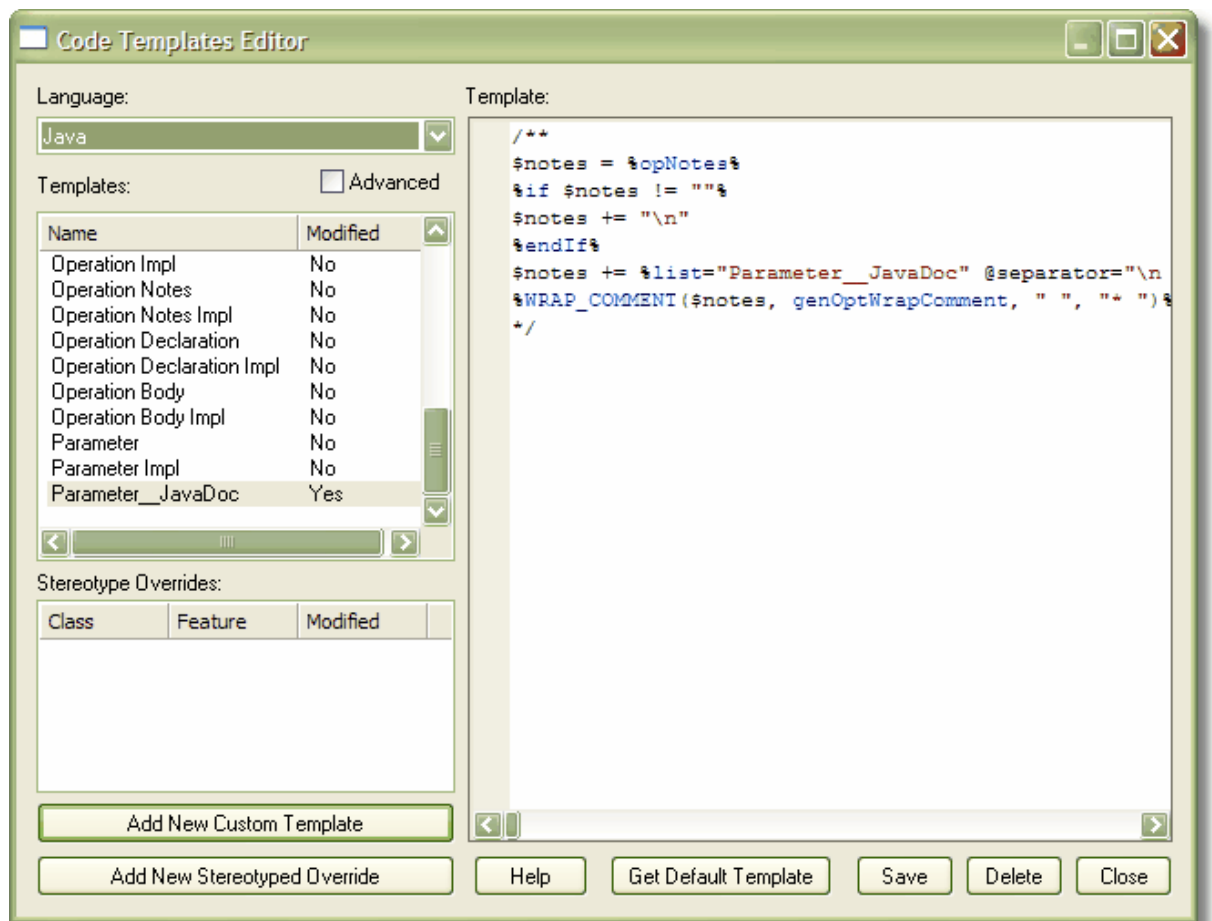 Code Templates Editor
Language:
Java
Templates:
Advanced
Name Modified
Operation Impl No
Operation Notes No
Operation Notes Impl No
Operation Declaration No
Operation Declaration Impl No
Operation Body No
Operation Body Impl No
Parameter No
Parameter Impl No
Parameter__JavaDoc Yes
Stereotype Overrides:
Class Feature Modified
Add New Custom Template
Add New Stereotyped Override
Template:
/**
$notes = %opNotes%
%if $notes != ""%
$notes += "\n"
%endIf%
$notes += %list="Parameter__JavaDoc" @separator="\n
%WRAP_COMMENT($notes, genOptWrapComment, " ", "* ")%
*/
Help
Get Default Template
Save
Delete
Close